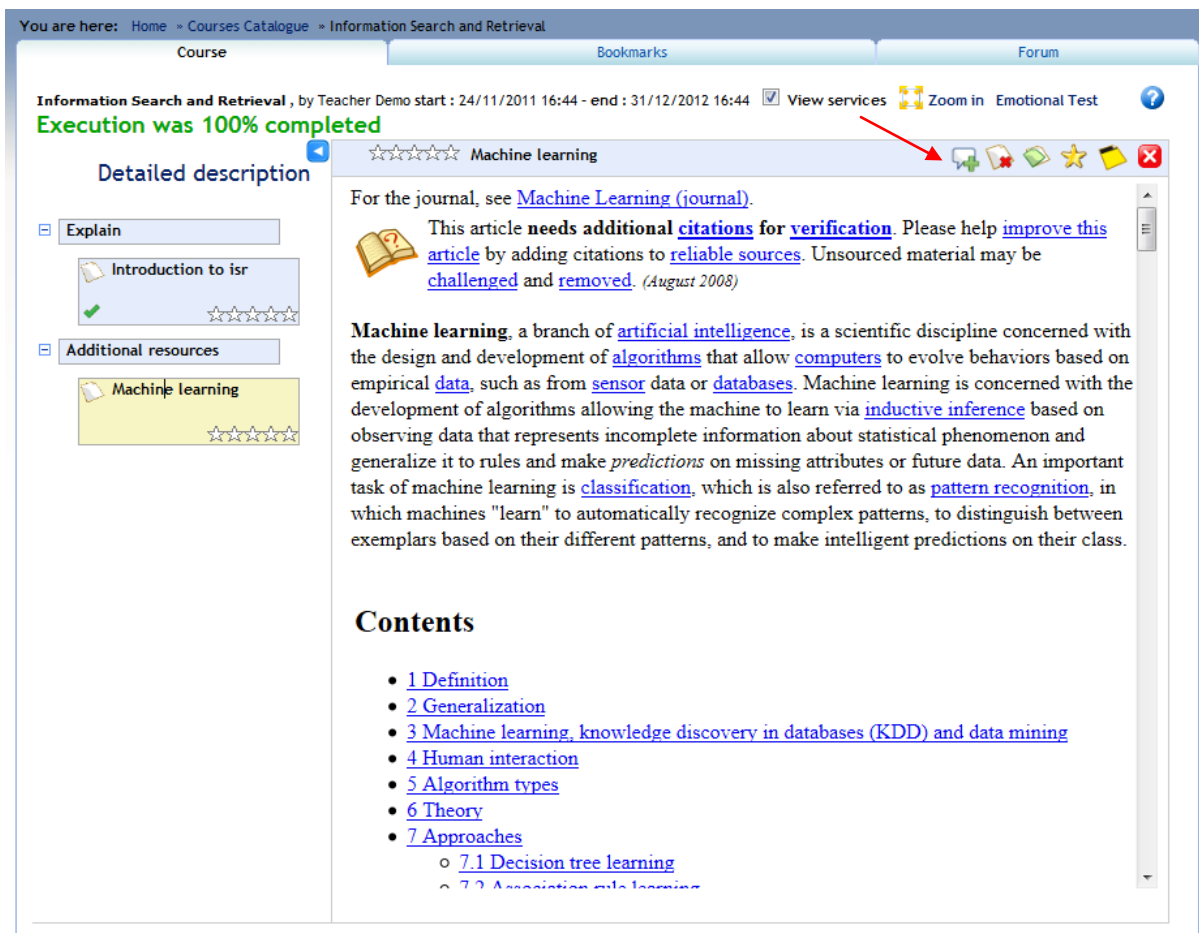 You are here: Home » Courses Catalogue » Information Search and Retrieval
Course
Bookmarks
Forum
Information Search and Retrieval , by Teacher Demo start : 24/11/2011 16:44 - end : 31/12/2012 16:44 View services Zoom in Emotional Test
Execution was 100% completed
Detailed description
Explain
Introduction to isr
Additional resources
Machine learning
Machine learning
For the journal, see Machine Learning (journal).
This article needs additional citations for verification. Please help improve this
article by adding citations to reliable sources. Unsourced material may be
challenged and removed. (August 2008)
Machine learning, a branch of artificial intelligence, is a scientific discipline concerned with
the design and development of algorithms that allow computers to evolve behaviors based on
empirical data, such as from sensor data or databases. Machine learning is concerned with the
development of algorithms allowing the machine to learn via inductive inference based on
observing data that represents incomplete information about statistical phenomenon and
generalize it to rules and make predictions on missing attributes or future data. An important
task of machine learning is classification, which is also referred to as pattern recognition, in
which machines "learn" to automatically recognize complex patterns, to distinguish between
exemplars based on their different patterns, and to make intelligent predictions on their class.
Contents
1 Definition
2 Generalization
3 Machine learning, knowledge discovery in databases (KDD) and data mining
4 Human interaction
5 Algorithm types
6 Theory
7 Approaches
7.1 Decision tree learning
7.2 Association rule learning